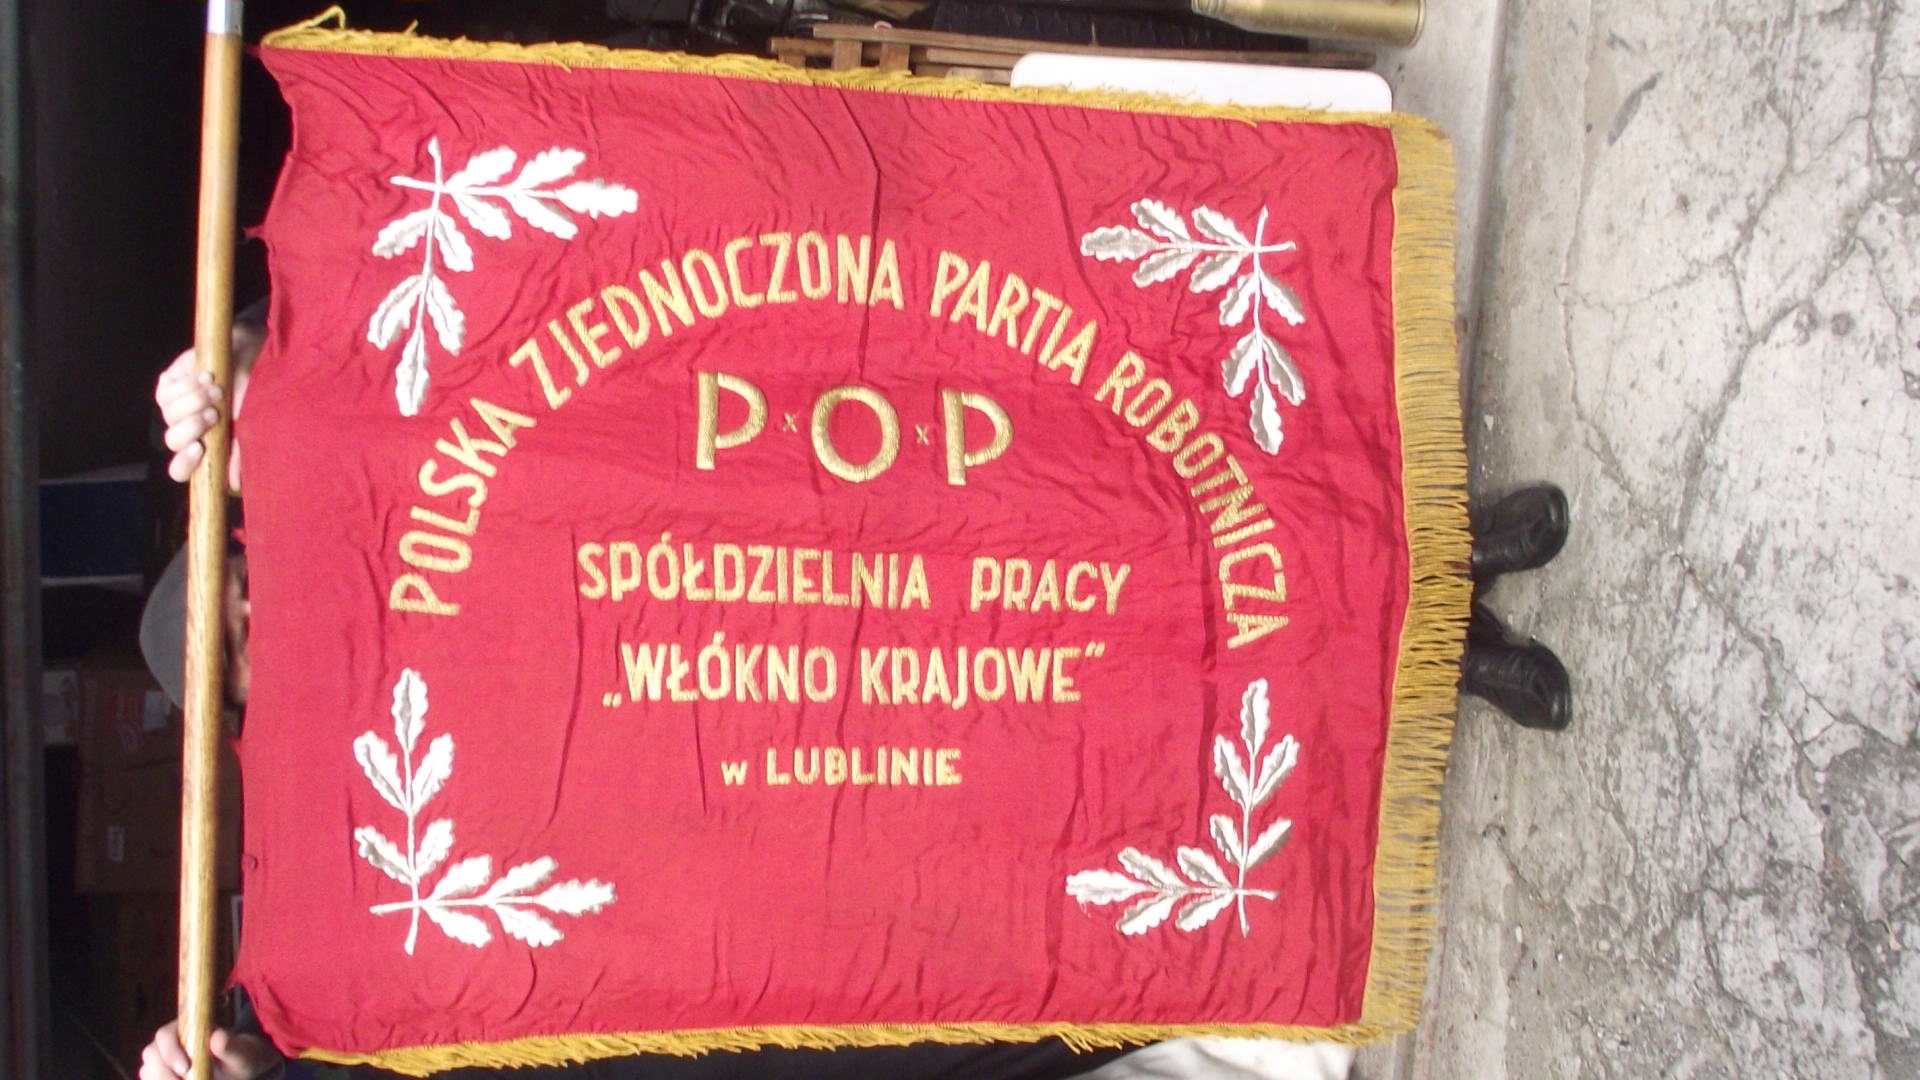 POLSKA ZJEDNOCZONA PARTIA ROBOTNICZA
P x O x P
SPÓŁDZIELNIA PRACY
„WŁÓKNO KRAJOWE”
w LUBLINIE